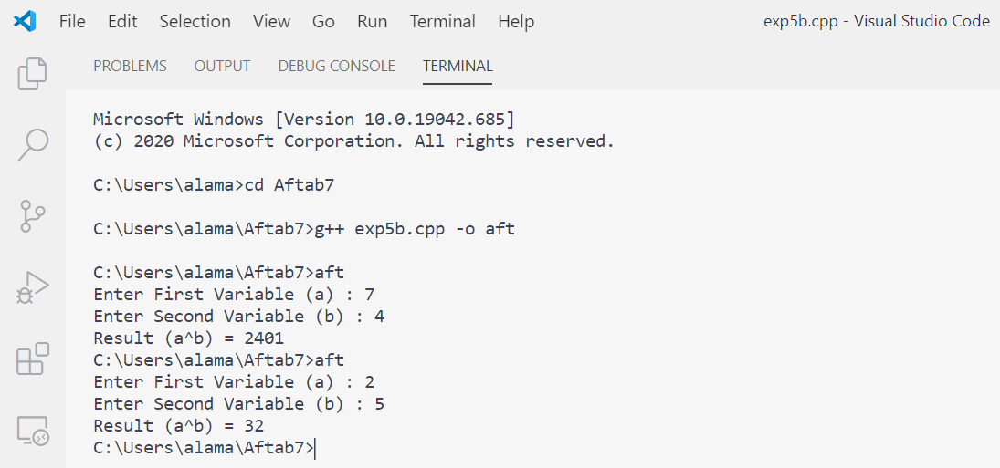 File Edit Selection View Go Run Terminal Help exp5b.cpp - Visual Studio Code
PROBLEMS OUTPUT DEBUG CONSOLE TERMINAL
Microsoft Windows [Version 10.0.19042.685]
(c) 2020 Microsoft Corporation. All rights reserved.
C:\Users\alama>cd Aftab7
C:\Users\alama\Aftab7>g++ exp5b.cpp -o aft
C:\Users\alama\Aftab7>aft
Enter First Variable (a) : 7
Enter Second Variable (b) : 4
Result (a^b) = 2401
C:\Users\alama\Aftab7>aft
Enter First Variable (a) : 2
Enter Second Variable (b) : 5
Result (a^b) = 32
C:\Users\alama\Aftab7>